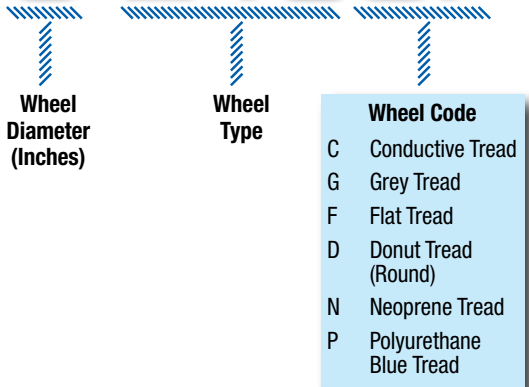 Wheel
Diameter
(Inches)
Wheel
Type
Wheel Code
C Conductive Tread
G Grey Tread
F Flat Tread
D Donut Tread
(Round)
N Neoprene Tread
P Polyurethane
Blue Tread